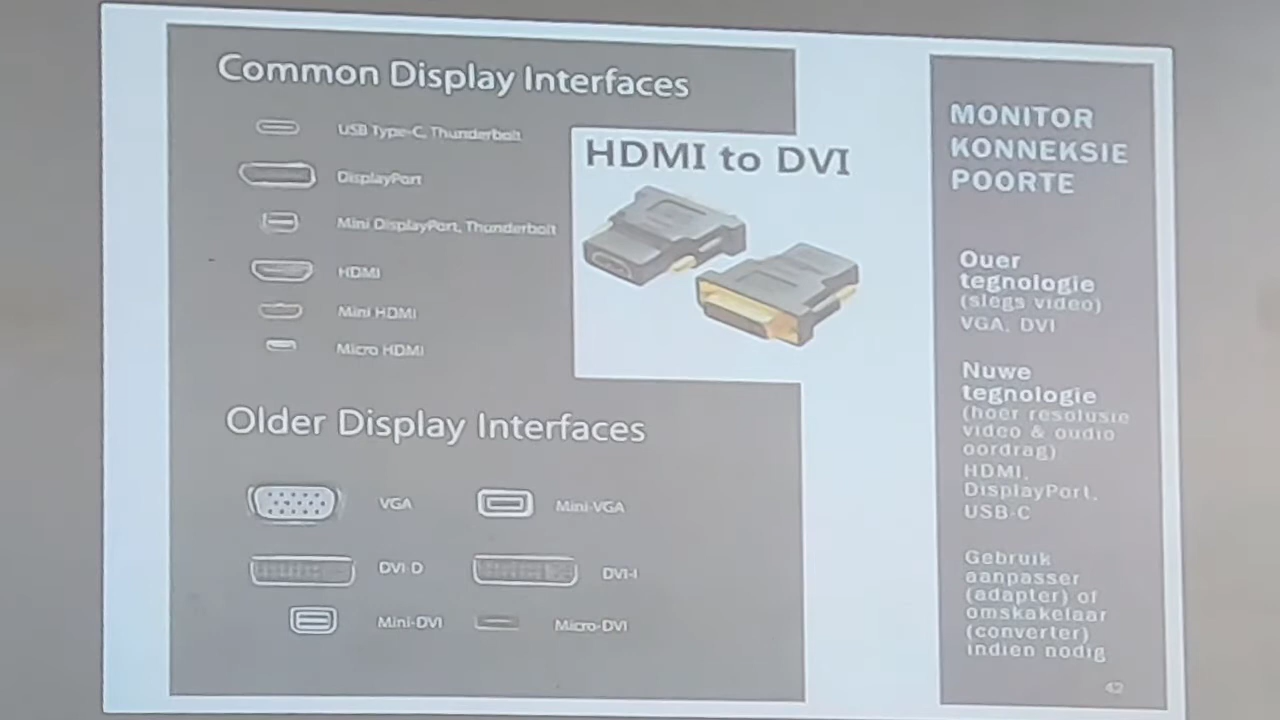 Common Display Interfaces
USB Type-C, Thunderbolt
DisplayPort
Mini DisplayPort, Thunderbolt
HDMI
Mini HDMI
Micro HDMI
HDMI to DVI
Older Display Interfaces
VGA
Mini-VGA
DVI-D
DVI-I
Mini-DVI
Micro-DVI
MONITOR
KONNEKSIE
POORTE
Ouer
tegnologie
(slegs video)
VGA, DVI
Nuwe
tegnologie
(hoër resolusie
video & oudio
oordrag)
HDMI,
DisplayPort,
USB-C
Gebruik
aanpasser
(adapter) of
omskakelaar
(converter)
indien nodig
42